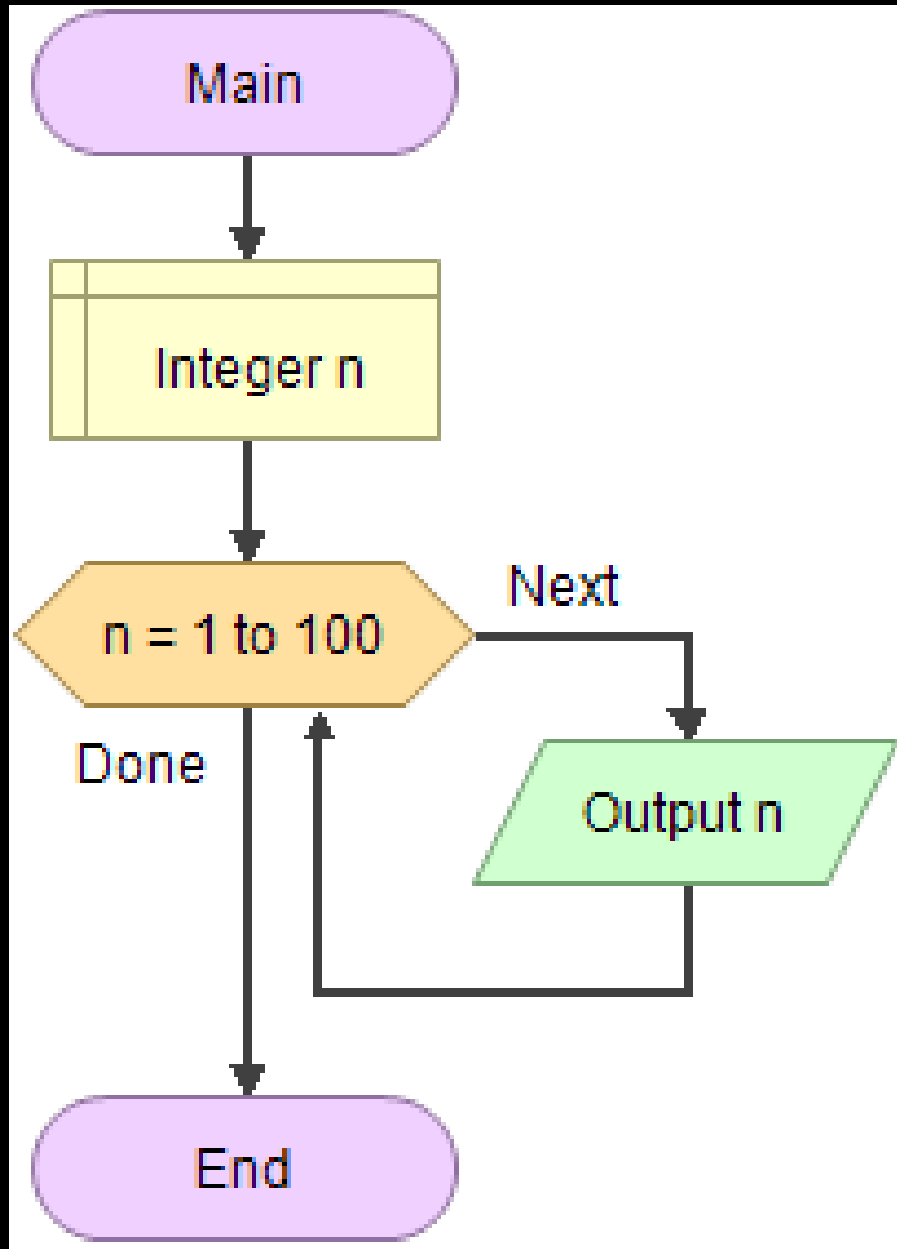 Main
Integer n
n = 1 to 100
Next
Done
Output n
End